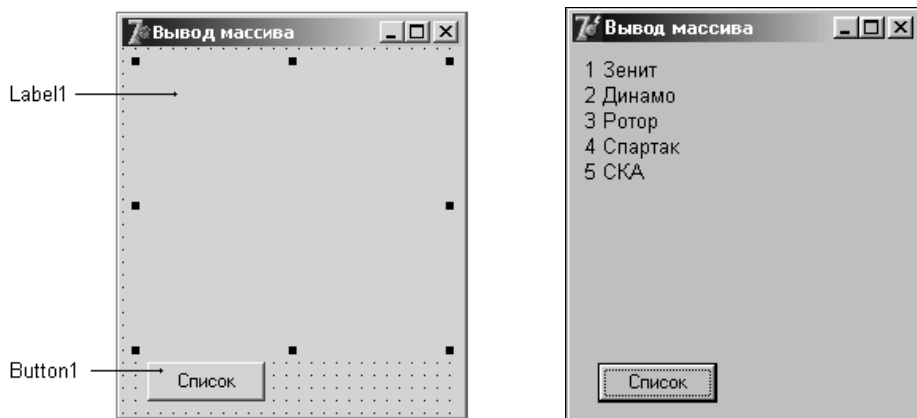 Вывод массива
Label1
Button1
Список
Вывод массива
1 Зенит
2 Динамо
3 Ротор
4 Спартак
5 СКА
Список